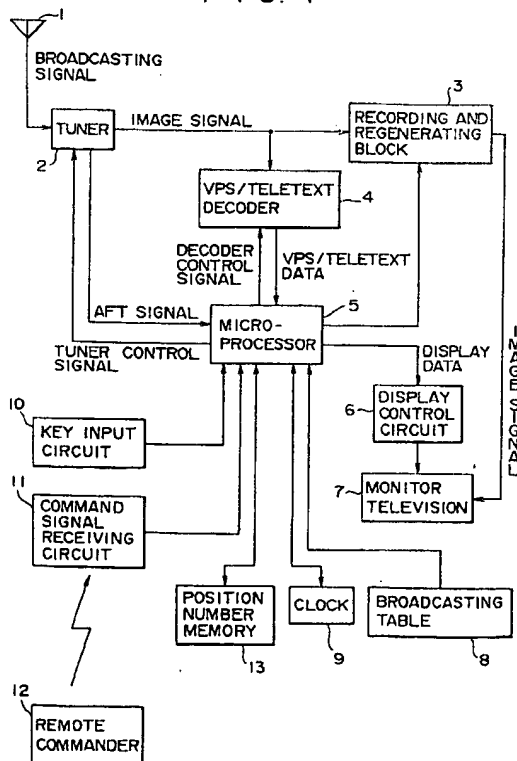 1
BROADCASTING
SIGNAL
TUNER
2
IMAGE SIGNAL
3
RECORDING AND
REGENERATING
BLOCK
VPS/TELETEXT
DECODER
4
DECODER
CONTROL
SIGNAL
VPS/TELETEXT
DATA
AFT SIGNAL
TUNER CONTROL
SIGNAL
5
MICRO-
PROCESSOR
DISPLAY
DATA
IMAGE SIGNAL
6
DISPLAY
CONTROL
CIRCUIT
7
MONITOR
TELEVISION
10
KEY INPUT
CIRCUIT
11
COMMAND
SIGNAL
RECEIVING
CIRCUIT
POSITION
NUMBER
MEMORY
13
CLOCK
9
BROADCASTING
TABLE
8
12
REMOTE
COMMANDER